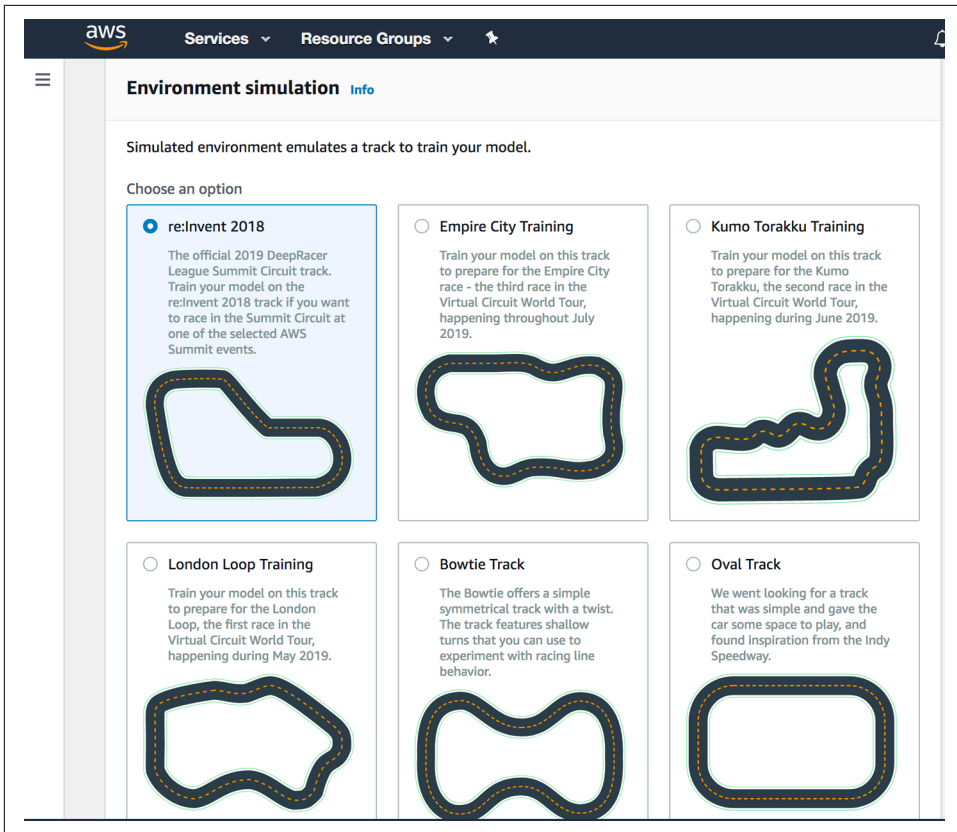 aws
Services
Resource Groups
Environment simulation Info
Simulated environment emulates a track to train your model.
Choose an option
re:Invent 2018
The official 2019 DeepRacer
League Summit Circuit track.
Train your model on the
re:Invent 2018 track if you want
to race in the Summit Circuit at
one of the selected AWS
Summit events.
Empire City Training
Train your model on this track
to prepare for the Empire City
race - the third race in the
Virtual Circuit World Tour,
happening throughout July
2019.
Kumo Torakku Training
Train your model on this track
to prepare for the Kumo
Torakku, the second race in the
Virtual Circuit World Tour,
happening during June 2019.
London Loop Training
Train your model on this track
to prepare for the London
Loop, the first race in the
Virtual Circuit World Tour,
happening during May 2019.
Bowtie Track
The Bowtie offers a simple
symmetrical track with a twist.
The track features shallow
turns that you can use to
experiment with racing line
behavior.
Oval Track
We went looking for a track
that was simple and gave the
car some space to play, and
found inspiration from the Indy
Speedway.